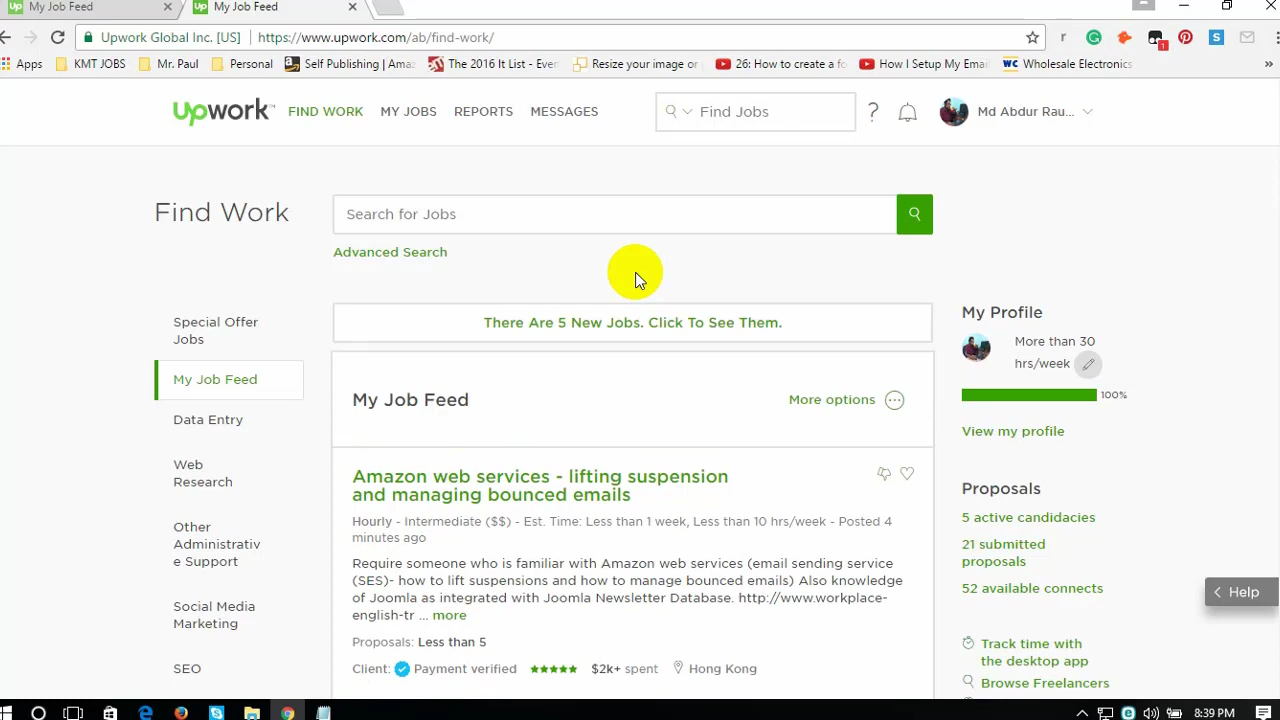 My Job Feed
My Job Feed
Upwork Global Inc. [US] https://www.upwork.com/ab/find-work/
Apps KMT JOBS Mr. Paul Personal Self Publishing | Ama The 2016 It List - Eve Resize your image or 26: How to create a fo How I Setup My Emai Wholesale Electronics
Upwork FIND WORK MY JOBS REPORTS MESSAGES Find Jobs ? Md Abdur Rau...
Find Work
Search for Jobs
Advanced Search
Special Offer
Jobs
My Job Feed
Data Entry
Web
Research
Other
Administrativ
e Support
Social Media
Marketing
SEO
There Are 5 New Jobs. Click To See Them.
My Job Feed More options
Amazon web services - lifting suspension
and managing bounced emails
Hourly - Intermediate ($$) - Est. Time: Less than 1 week, Less than 10 hrs/week - Posted 4
minutes ago
Require someone who is familiar with Amazon web services (email sending service
(SES)- how to lift suspensions and how to manage bounced emails) Also knowledge
of Joomla as integrated with Joomla Newsletter Database. http://www.workplace-
english-tr ... more
Proposals: Less than 5
Client: Payment verified $2k+ spent Hong Kong
My Profile
More than 30
hrs/week
100%
View my profile
Proposals
5 active candidacies
21 submitted
proposals
52 available connects
Track time with
the desktop app
Browse Freelancers
Help
8:39 PM